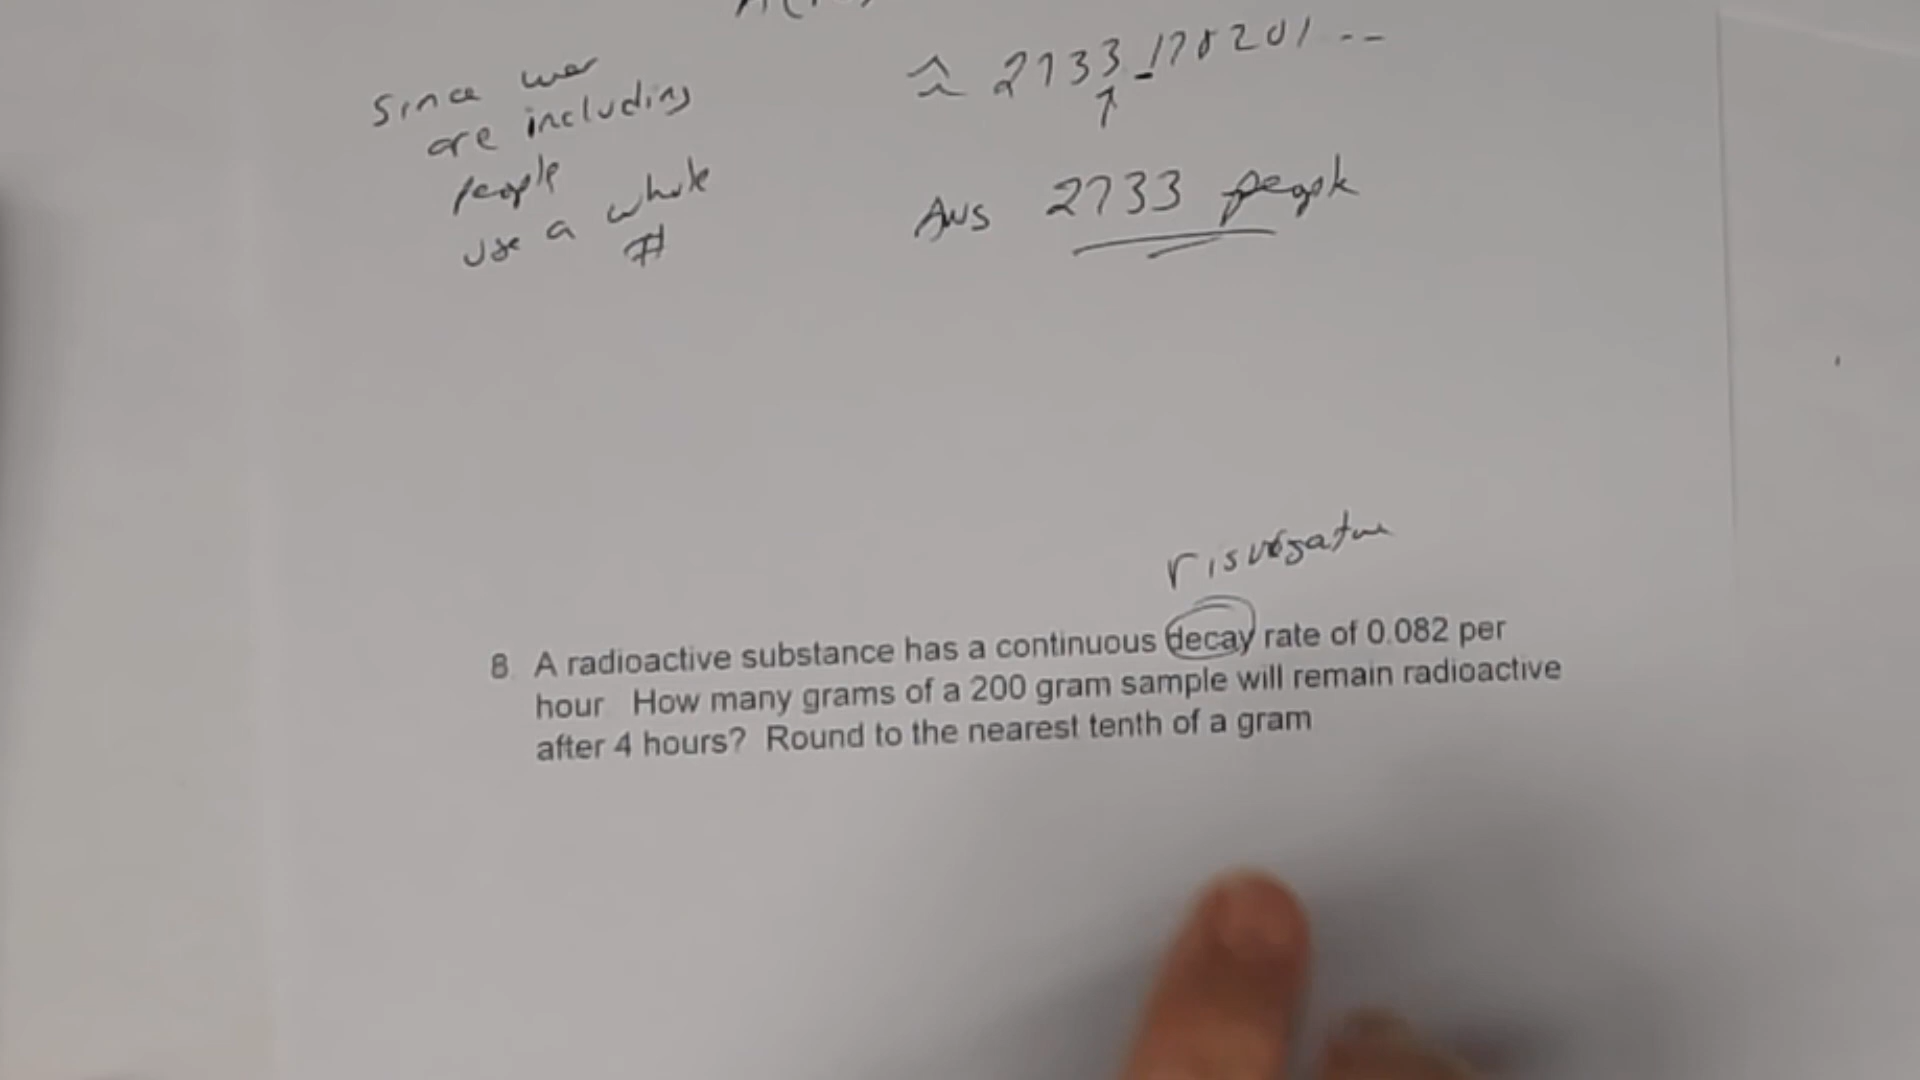 Since we
are including
people
use a whole
#
≈ 2733.178201...
↑
Ans 2733 people
r is negative
8 A radioactive substance has a continuous decay rate of 0.082 per
hour How many grams of a 200 gram sample will remain radioactive
after 4 hours? Round to the nearest tenth of a gram